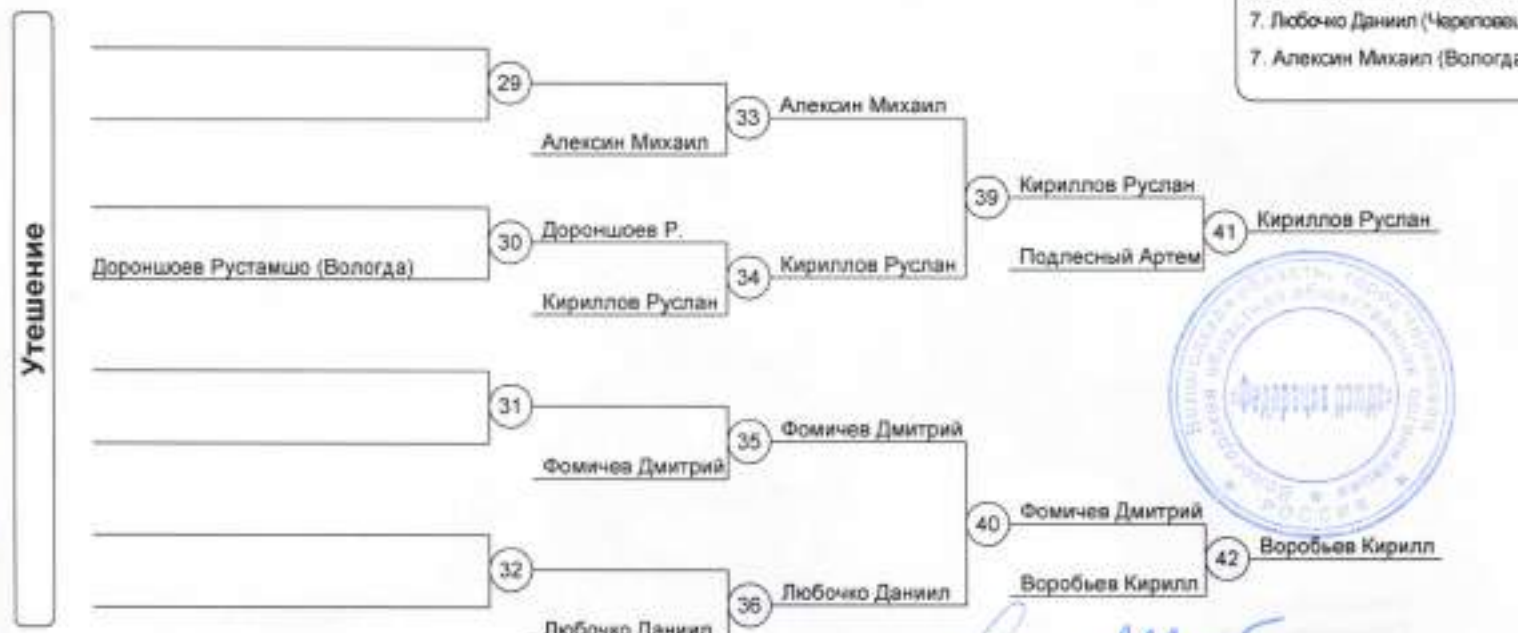 7. Любочко Даниил (Череповец
7. Алексин Михаил (Вологда
Утешение
29
Алексин Михаил
33
Алексин Михаил
Дороншоев Рустамшо (Вологда)
30
Дороншоев Р.
Кириллов Руслан
34
Кириллов Руслан
39
Кириллов Руслан
Подлесный Артем
41
Кириллов Руслан
31
Фомичев Дмитрий
35
Фомичев Дмитрий
32
Любочко Даниил
36
Любочко Даниил
40
Фомичев Дмитрий
Воробьев Кирилл
42
Воробьев Кирилл
РОССИЯ